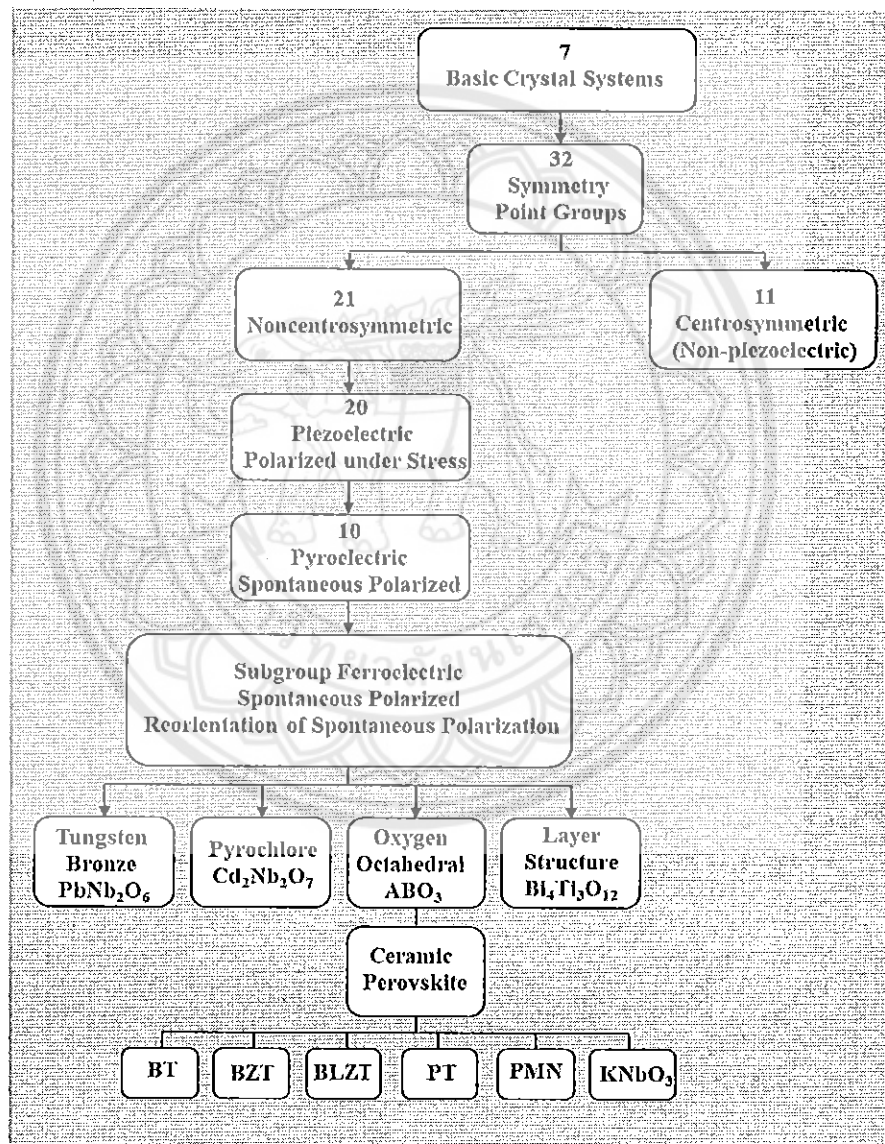 7
Basic Crystal Systems
32
Symmetry
Point Groups
21
Noncentrosymmetric
11
Centrosymmetric
(Non-piezoelectric)
20
Piezoelectric
Polarized under Stress
10
Pyroelectric
Spontaneous Polarized
Subgroup Ferroelectric
Spontaneous Polarized
Reorientation of Spontaneous Polarization
Tungsten
Bronze
PbNb₂O₆
Pyrochlore
Cd₂Nb₂O₇
Oxygen
Octahedral
ABO₃
Layer
Structure
Bi₄Ti₃O₁₂
Ceramic
Perovskite
BT
BZT
BLZT
PT
PMN
KNbO₃